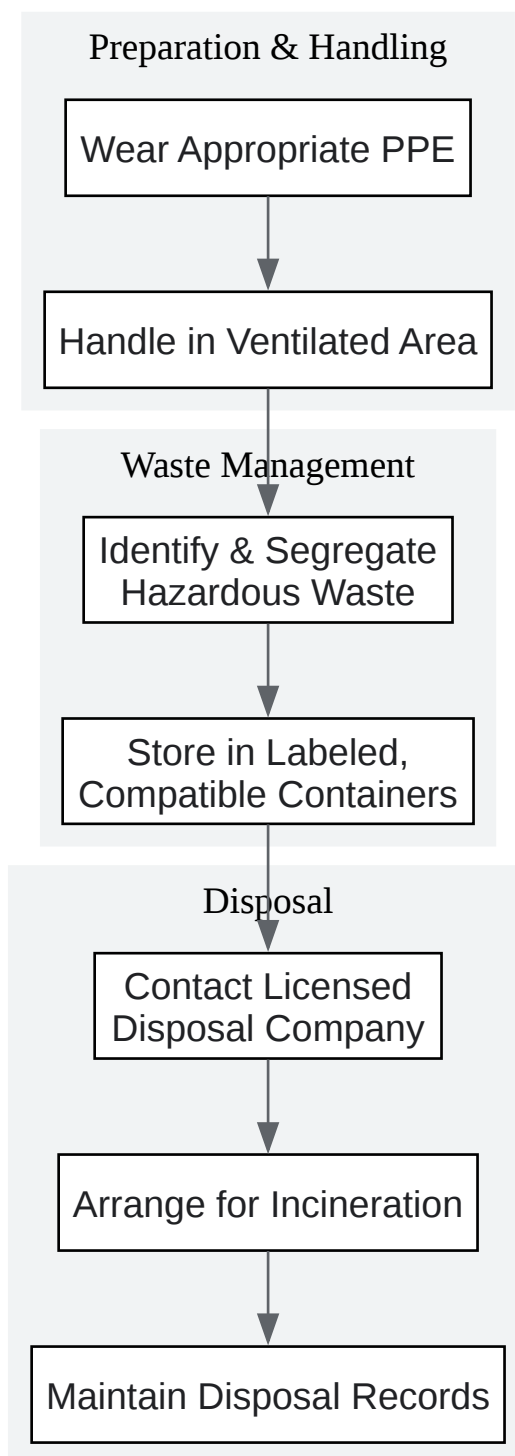 Preparation & Handling
Wear Appropriate PPE
Handle in Ventilated Area
Waste Management
Identify & Segregate
Hazardous Waste
Store in Labeled,
Compatible Containers
Disposal
Contact Licensed
Disposal Company
Arrange for Incineration
Maintain Disposal Records